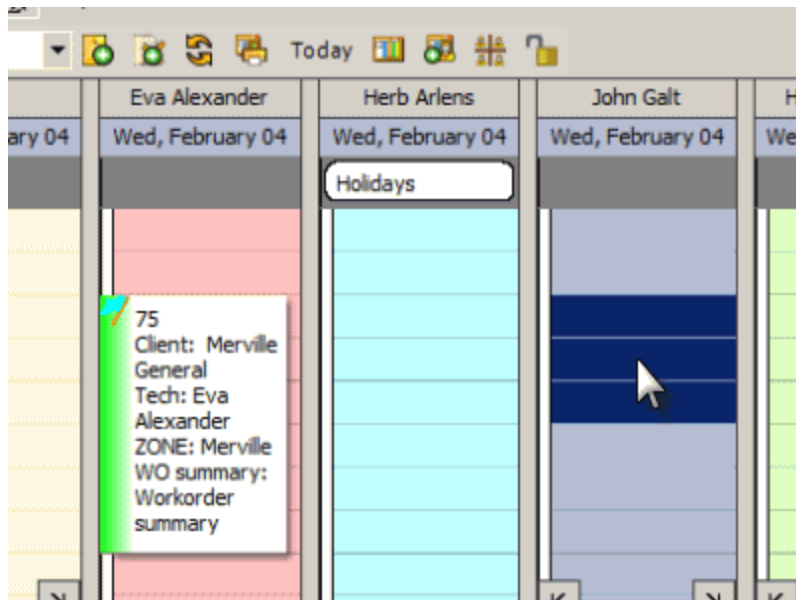 Today
Eva Alexander
Herb Arlens
John Galt
H
ary 04
Wed, February 04
Wed, February 04
Wed, February 04
We
Holidays
75
Client: Merville
General
Tech: Eva
Alexander
ZONE: Merville
WO summary:
Workorder
summary